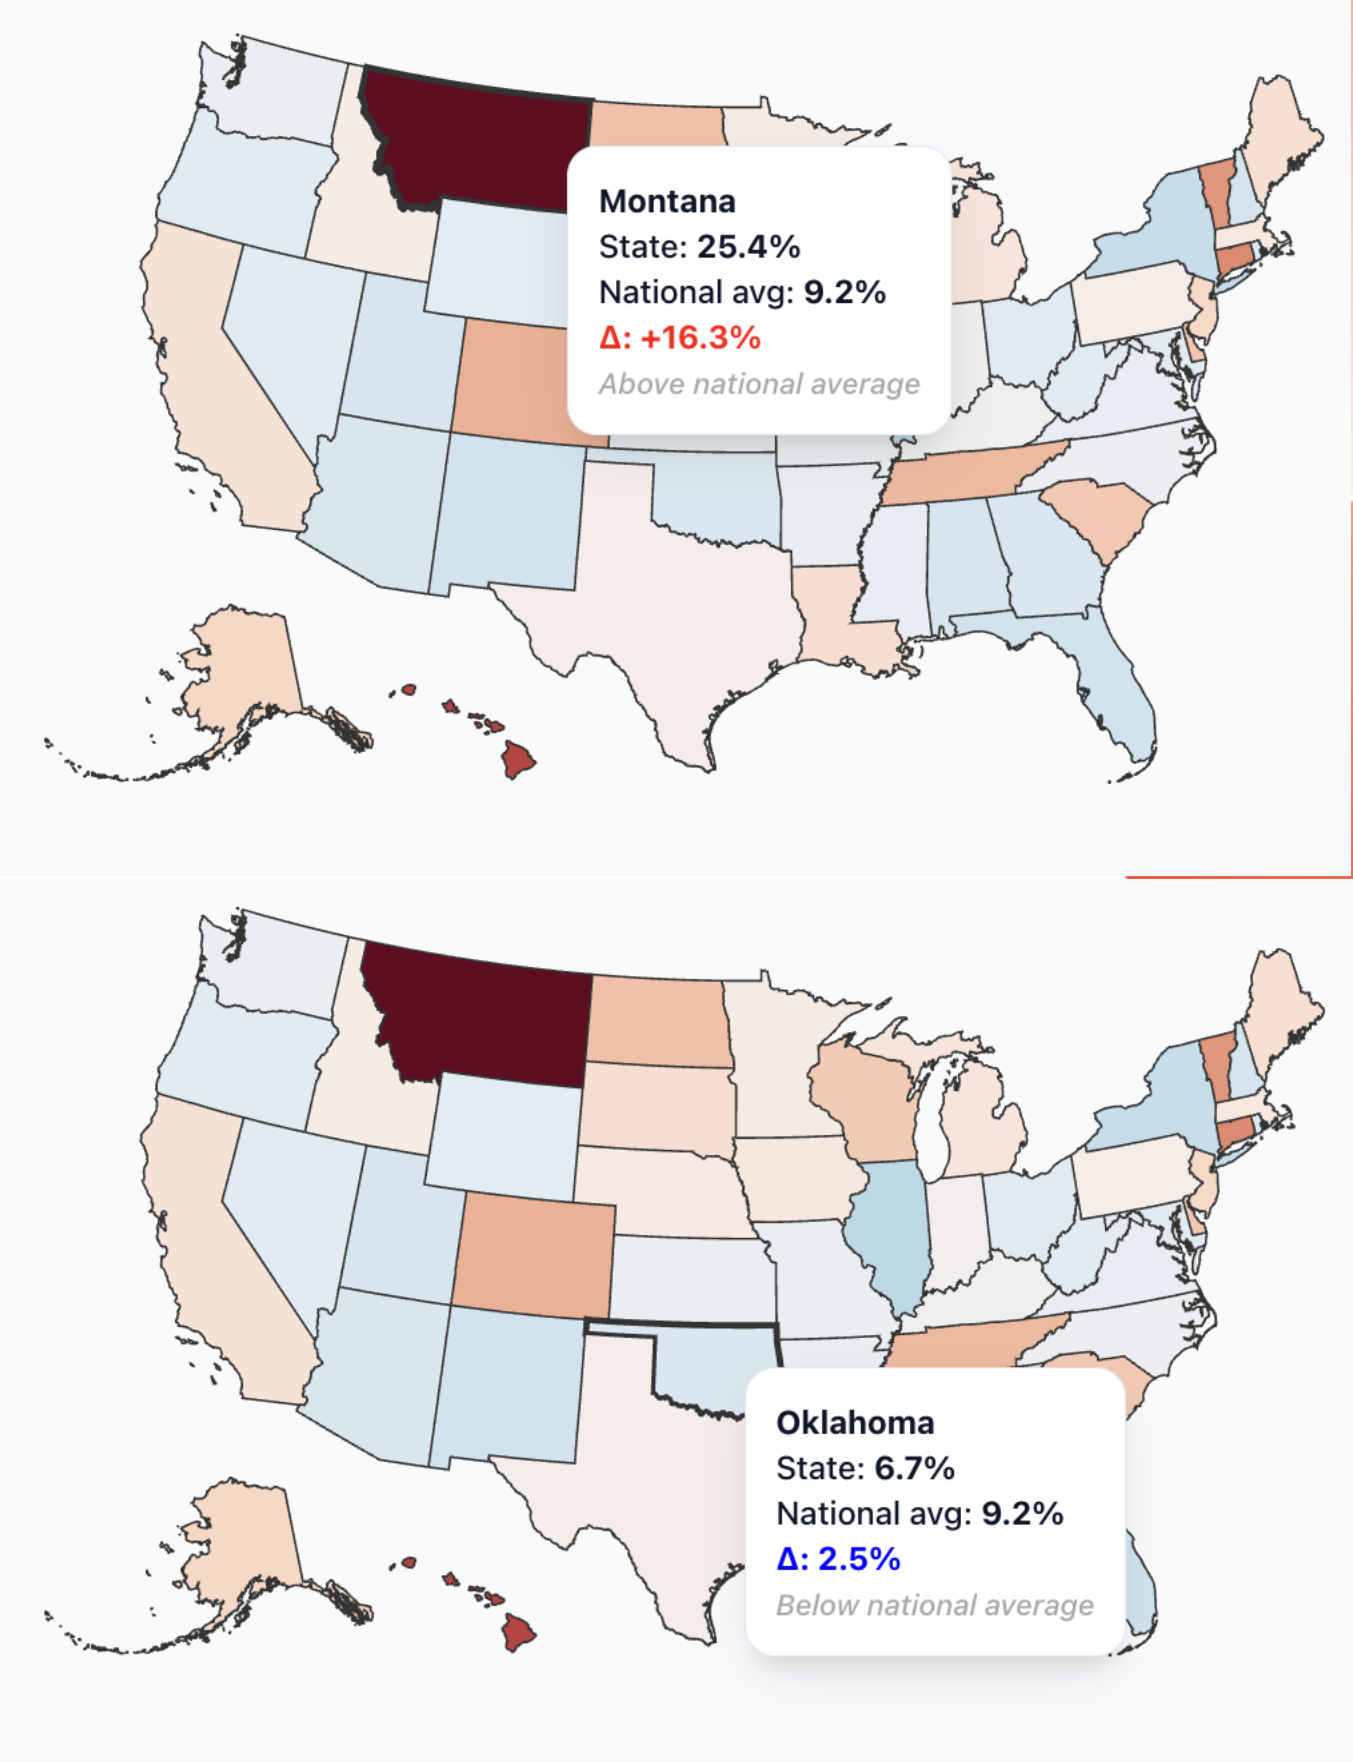 Montana
State: 25.4%
National avg: 9.2%
Δ: +16.3%
Above national average
Oklahoma
State: 6.7%
National avg: 9.2%
Δ: 2.5%
Below national average